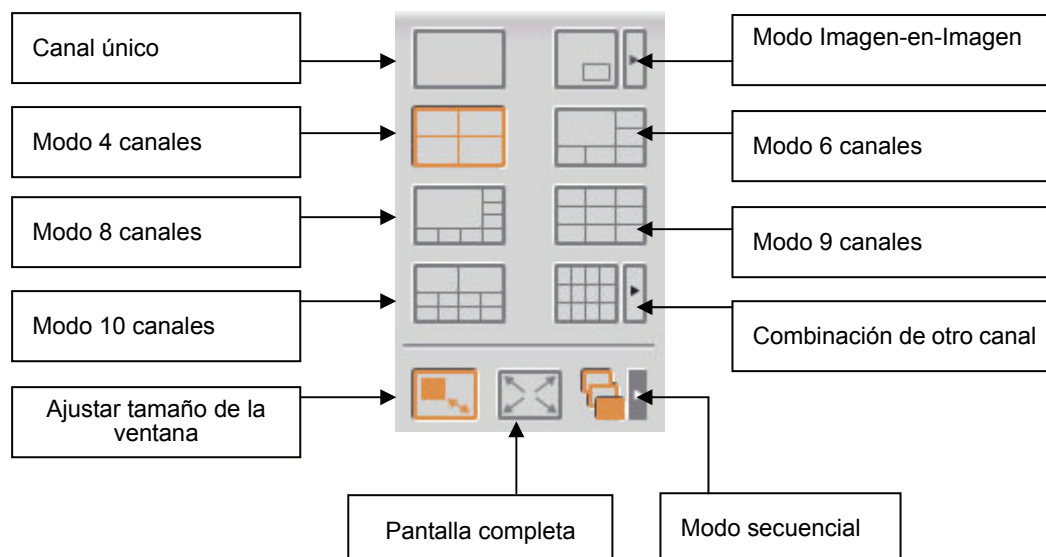 Canal único
Modo Imagen-en-Imagen
Modo 4 canales
Modo 6 canales
Modo 8 canales
Modo 9 canales
Modo 10 canales
Combinación de otro canal
Ajustar tamaño de la
ventana
Pantalla completa
Modo secuencial